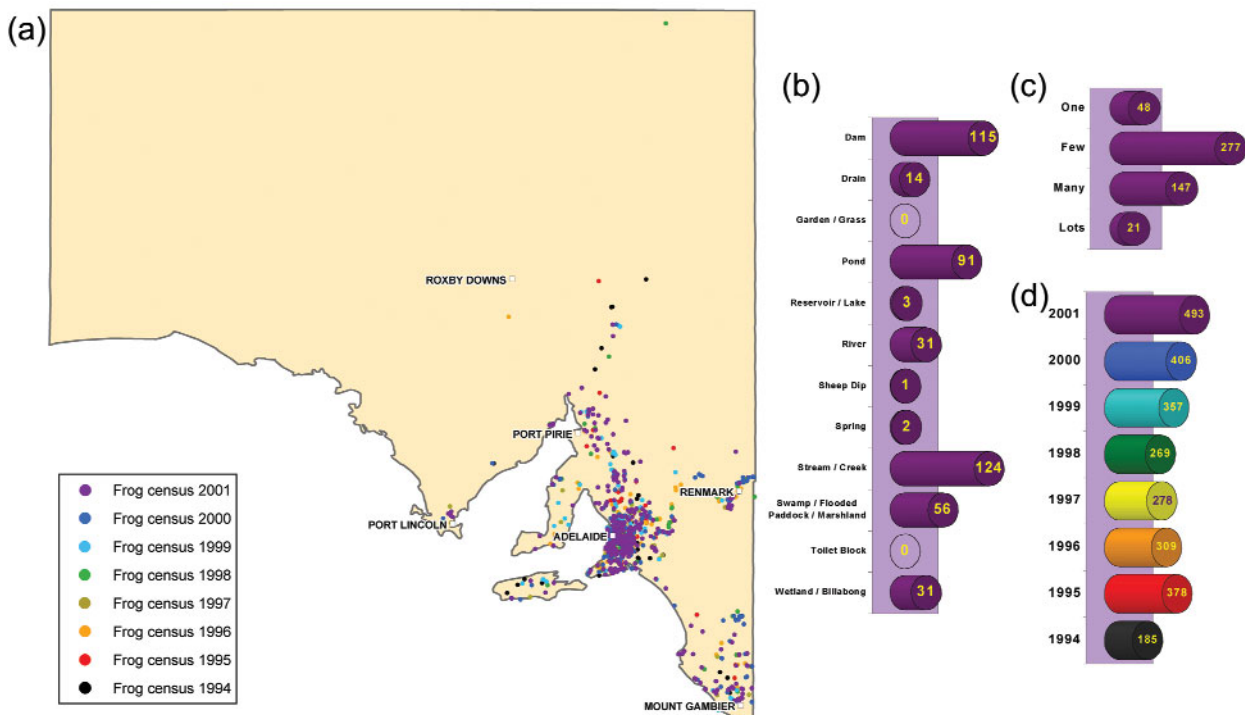 (a)
ROXBY DOWNS
PORT PIRIE
RENMARK
PORT LINCOLN
ADELAIDE
MOUNT GAMBIER
Frog census 2001
Frog census 2000
Frog census 1999
Frog census 1998
Frog census 1997
Frog census 1996
Frog census 1995
Frog census 1994
(b)
Dam 115
Drain 14
Garden / Grass 0
Pond 91
Reservoir / Lake 3
River 31
Sheep Dip 1
Spring 2
Stream / Creek 124
Swamp / Flooded
Paddock / Marshland 56
Toilet Block 0
Wetland / Billabong 31
(c)
One 48
Few 277
Many 147
Lots 21
(d)
2001 493
2000 406
1999 357
1998 269
1997 278
1996 309
1995 378
1994 185